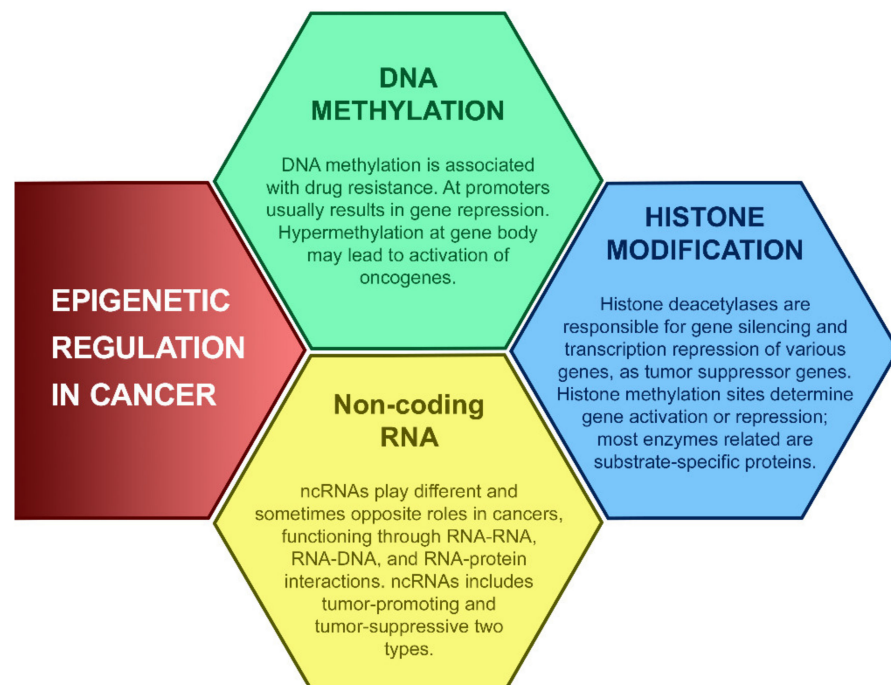 EPIGENETIC
REGULATION
IN CANCER
DNA
METHYLATION
DNA methylation is associated
with drug resistance. At promoters
usually results in gene repression.
Hypermethylation at gene body
may lead to activation of
oncogenes.
HISTONE
MODIFICATION
Histone deacetylases are
responsible for gene silencing and
transcription repression of various
genes, as tumor suppressor genes.
Histone methylation sites determine
gene activation or repression;
most enzymes related are
substrate-specific proteins.
Non-coding
RNA
ncRNAs play different and
sometimes opposite roles in cancers,
functioning through RNA-RNA,
RNA-DNA, and RNA-protein
interactions. ncRNAs includes
tumor-promoting and
tumor-suppressive two
types.